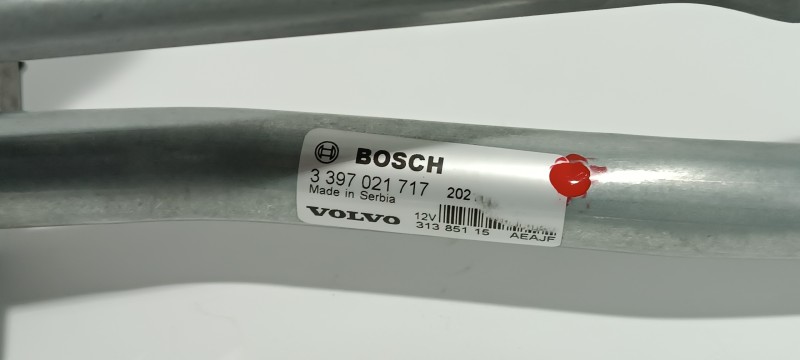 BOSCH
3 397 021 717 202
Made in Serbia
VOLVO 12V
313 851 15 AEAJF